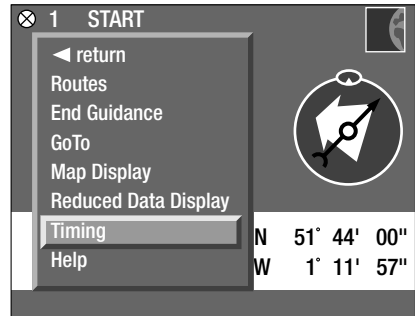 1 START
return
Routes
End Guidance
GoTo
Map Display
Reduced Data Display
Timing
Help
N 51° 44' 00"
W 1° 11' 57"